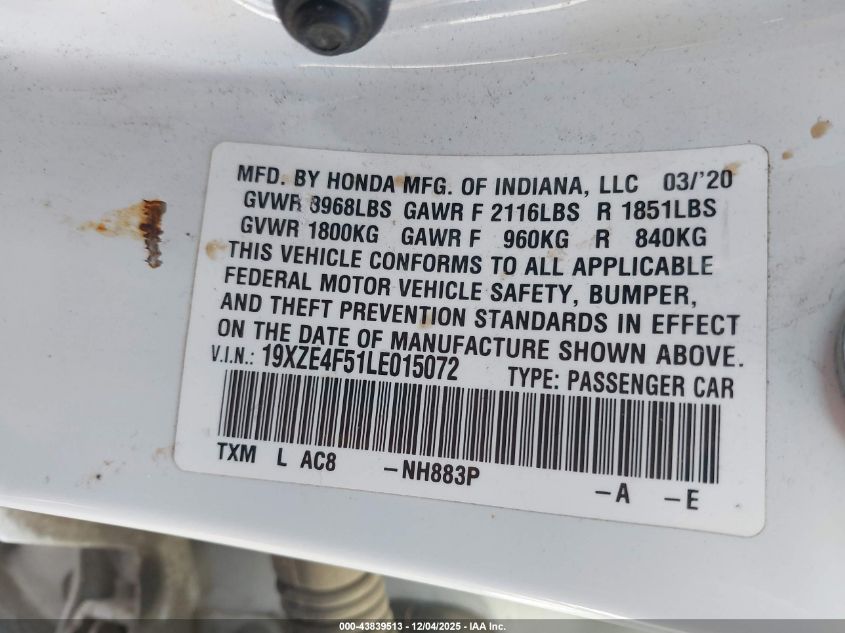 MFD. BY HONDA MFG. OF INDIANA, LLC 03/'20
GVWR 3968LBS GAWR F 2116LBS R 1851LBS
GVWR 1800KG GAWR F 960KG R 840KG
THIS VEHICLE CONFORMS TO ALL APPLICABLE
FEDERAL MOTOR VEHICLE SAFETY, BUMPER,
AND THEFT PREVENTION STANDARDS IN EFFECT
ON THE DATE OF MANUFACTURE SHOWN ABOVE.
V.I.N.: 19XZE4F51LE015072 TYPE: PASSENGER CAR
TXM L AC8 -NH883P -A -E
000-43839513 - 12/04/2025 - IAA Inc.